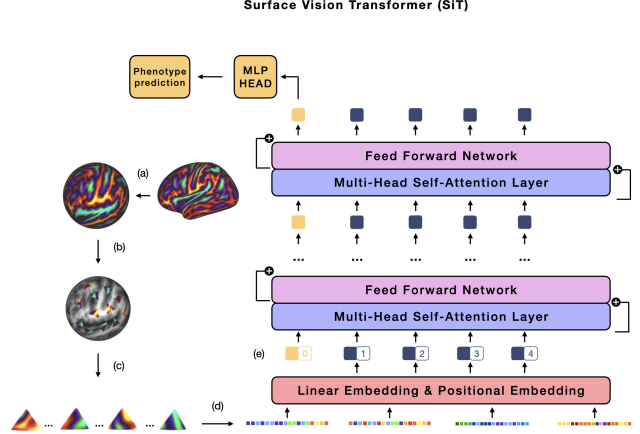 Surface Vision Transformer (SiT)
Phenotype
prediction
MLP
HEAD
Feed Forward Network
Multi-Head Self-Attention Layer
(a)
(b)
... ... ... ... ...
Feed Forward Network
Multi-Head Self-Attention Layer
(c)
(e)
0 1 2 3 4
Linear Embedding & Positional Embedding
... ... ...
(d)